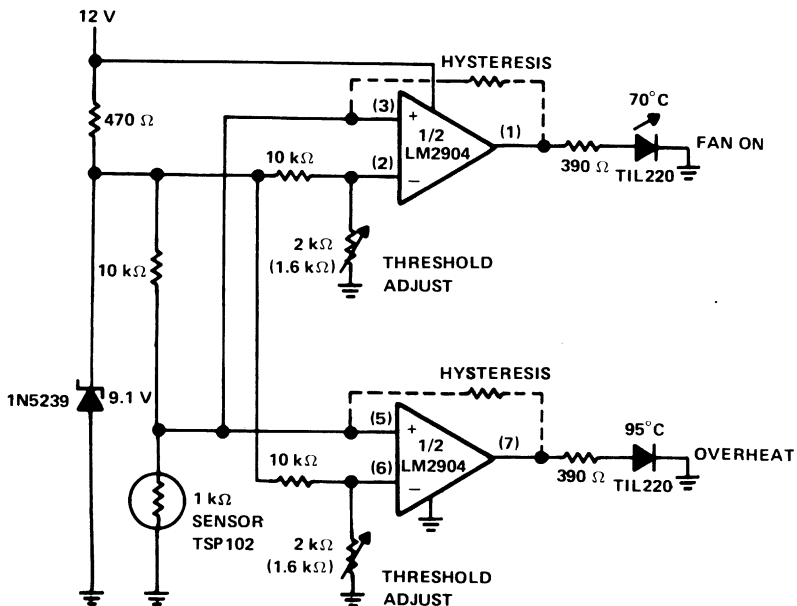 12 V
HYSTERESIS
470 Ω
(3)
+
1/2
LM2904
(1)
70°C
FAN ON
10 kΩ
(2)
−
390 Ω
TIL220
10 kΩ
2 kΩ
(1.6 kΩ)
THRESHOLD
ADJUST
1N5239
9.1 V
HYSTERESIS
(5)
+
1/2
LM2904
(7)
95°C
OVERHEAT
10 kΩ
(6)
−
390 Ω
TIL220
1 kΩ
SENSOR
TSP102
2 kΩ
(1.6 kΩ)
THRESHOLD
ADJUST